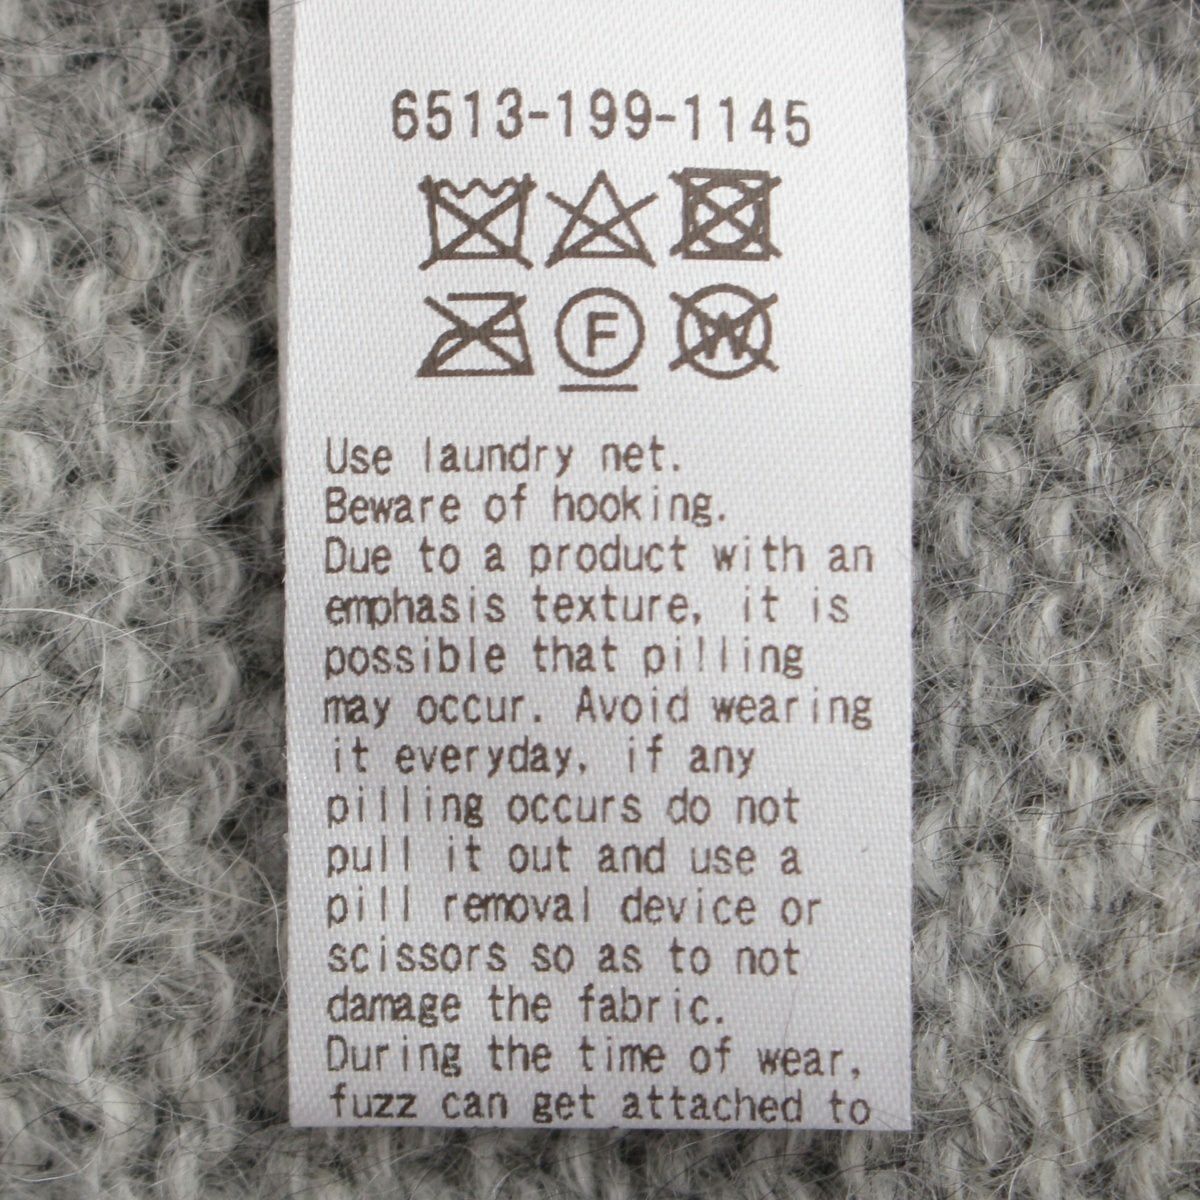 6513-199-1145
F W
Use laundry net.
Beware of hooking.
Due to a product with an
emphasis texture, it is
possible that pilling
may occur. Avoid wearing
it everyday, if any
pilling occurs do not
pull it out and use a
pill removal device or
scissors so as to not
damage the fabric.
During the time of wear,
fuzz can get attached to